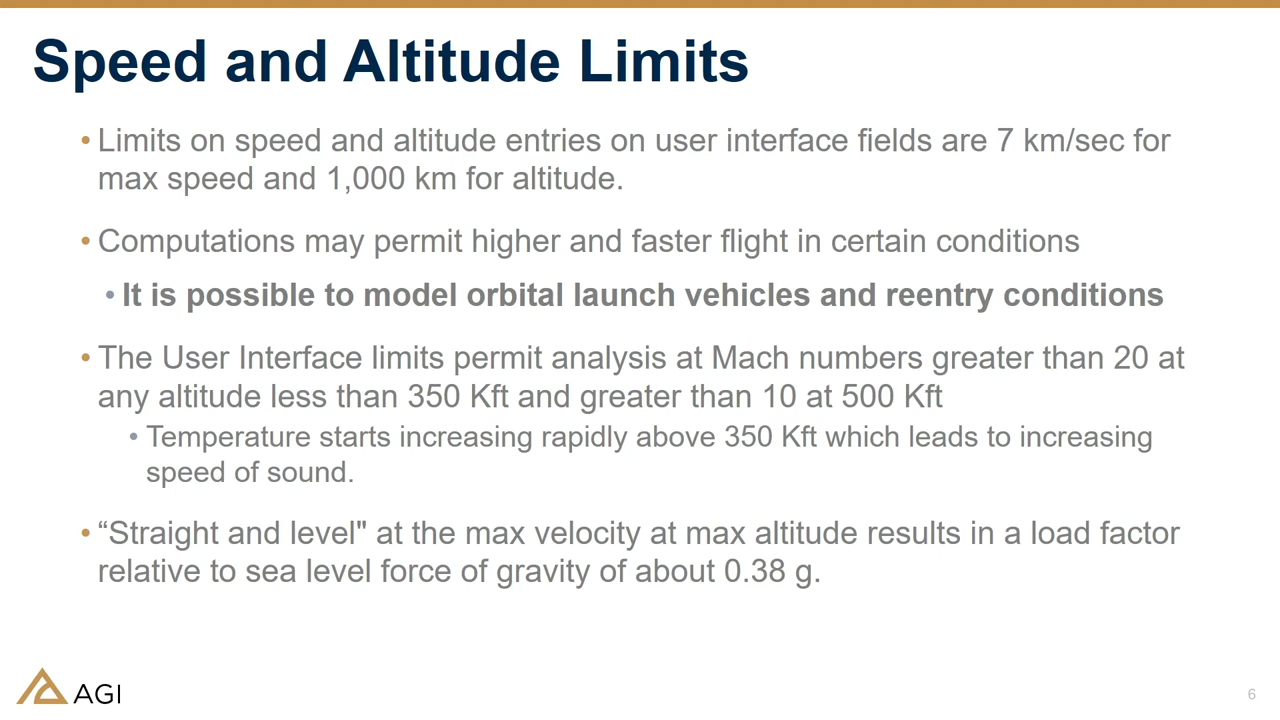 Speed and Altitude Limits
• Limits on speed and altitude entries on user interface fields are 7 km/sec for
max speed and 1,000 km for altitude.
• Computations may permit higher and faster flight in certain conditions
• It is possible to model orbital launch vehicles and reentry conditions
• The User Interface limits permit analysis at Mach numbers greater than 20 at
any altitude less than 350 Kft and greater than 10 at 500 Kft
• Temperature starts increasing rapidly above 350 Kft which leads to increasing
speed of sound.
• “Straight and level" at the max velocity at max altitude results in a load factor
relative to sea level force of gravity of about 0.38 g.
AGI
6